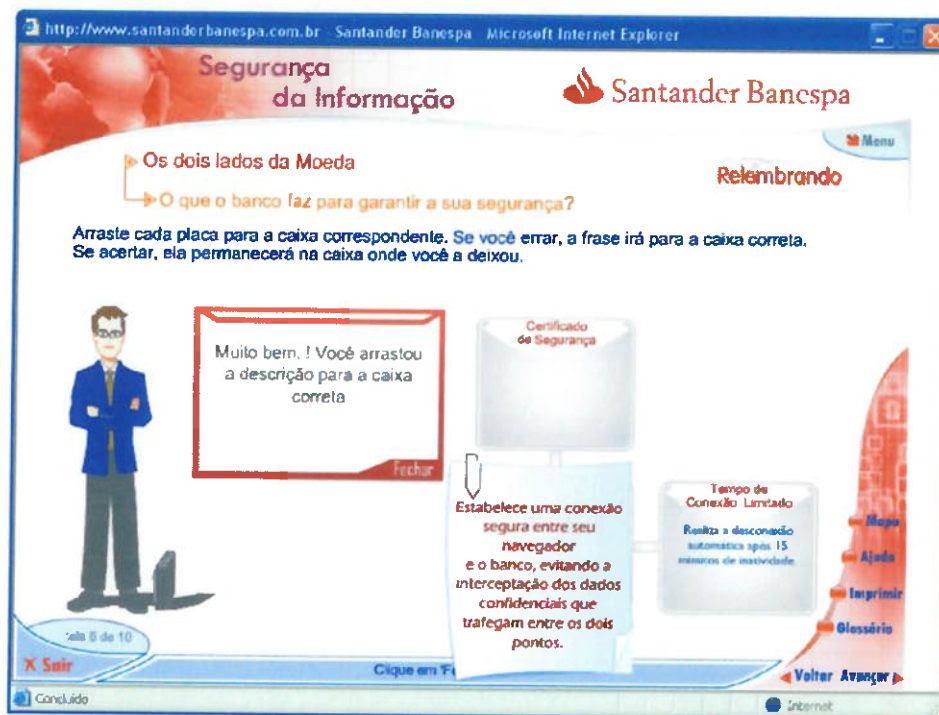 http://www.santanderbanespa.com.br Santander Banespa Microsoft Internet Explorer
Segurança
da Informação
Santander Banespa
Menu
Os dois lados da Moeda
Relembrando
O que o banco faz para garantir a sua segurança?
Arraste cada placa para a caixa correspondente. Se você errar, a frase irá para a caixa correta.
Se acertar, ela permanecerá na caixa onde você a deixou.
Muito bem, ! Você arrastou
a descrição para a caixa
correta
Fechar
Certificado
de Segurança
Estabelece uma conexão
segura entre seu
navegador
e o banco, evitando a
interceptação dos dados
confidenciais que
trafegam entre os dois
pontos.
Tempo de
Conexão Limitado
Realiza a desconexão
automática após 15
minutos de inatividade
Mapa
Ajuda
Imprimir
Glossário
tela 6 de 10
X Sair
Clique em 'F
Voltar Avançar
Concluído
Internet